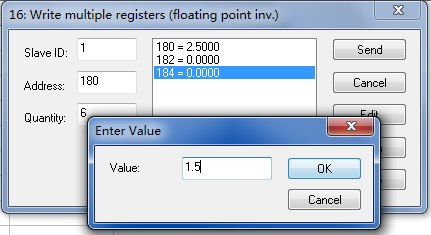 16: Write multiple registers (floating point inv.)
Slave ID: 1
Address: 180
Quantity: 6
180 = 2.5000
182 = 0.0000
184 = 0.0000
Send
Cancel
Edit
Enter Value
Value: 1.5
OK
Cancel